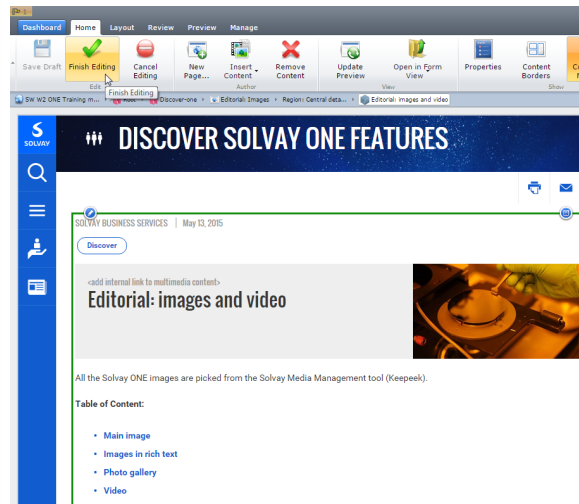 Dashboard Home Layout Review Preview Manage
Save Draft Finish Editing Cancel Editing New Page... Insert Content Remove Content Update Preview Open in Form View Properties Content Borders
Edit Author View Show
Finish Editing
SW W2 ONE Training m... Discover-one Editorial: Images Region: Central deta... Editorial: images and video
SOLVAY
DISCOVER SOLVAY ONE FEATURES
SOLVAY BUSINESS SERVICES | May 13, 2015
Discover
<add internal link to multimedia content>
Editorial: images and video
All the Solvay ONE images are picked from the Solvay Media Management tool (Keepeek).
Table of Content:
• Main image
• Images in rich text
• Photo gallery
• Video